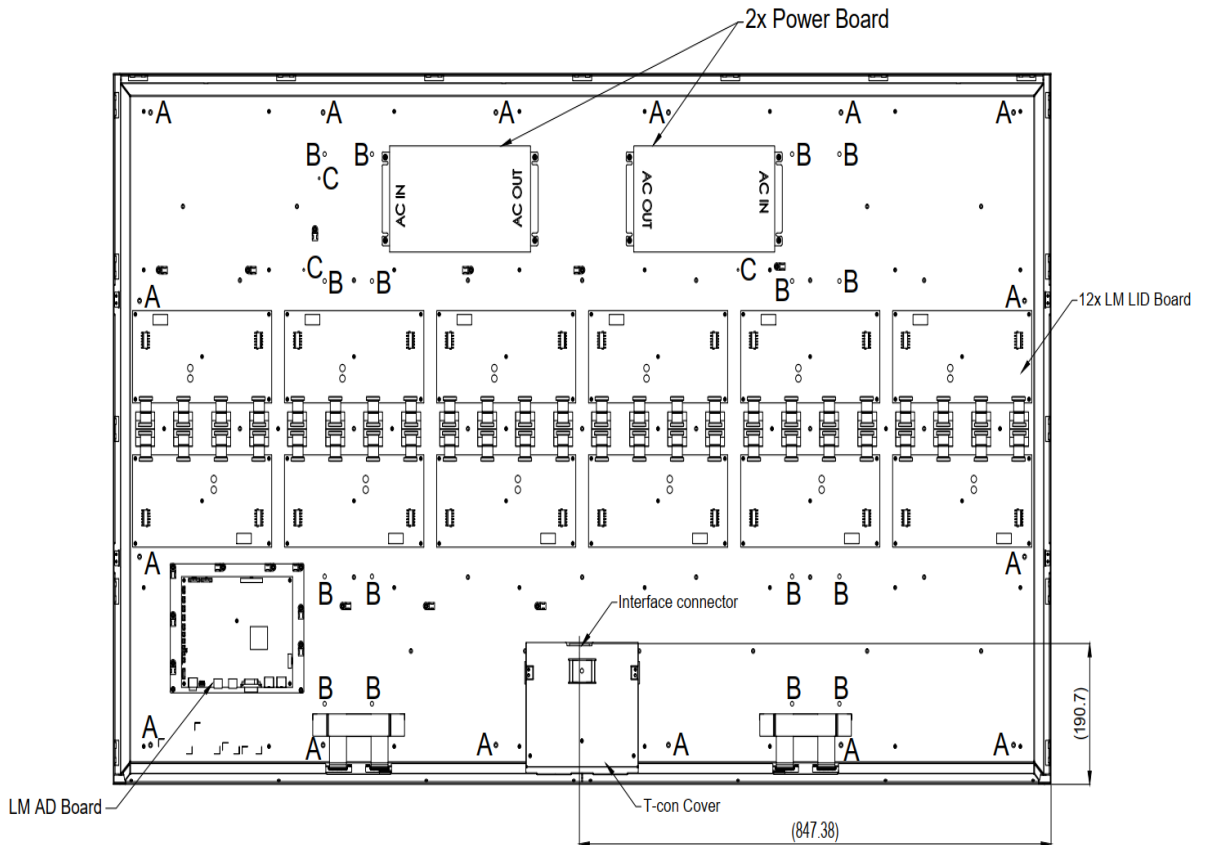 2x Power Board
A A A A A A
B B B B
C
AC IN
AC OUT
AC OUT
AC IN
C B B C B B
A A
12x LM LID Board
A A
B B B B
Interface connector
B B B B
A A A A A A
(190.7)
LM AD Board
T-con Cover
(847.38)